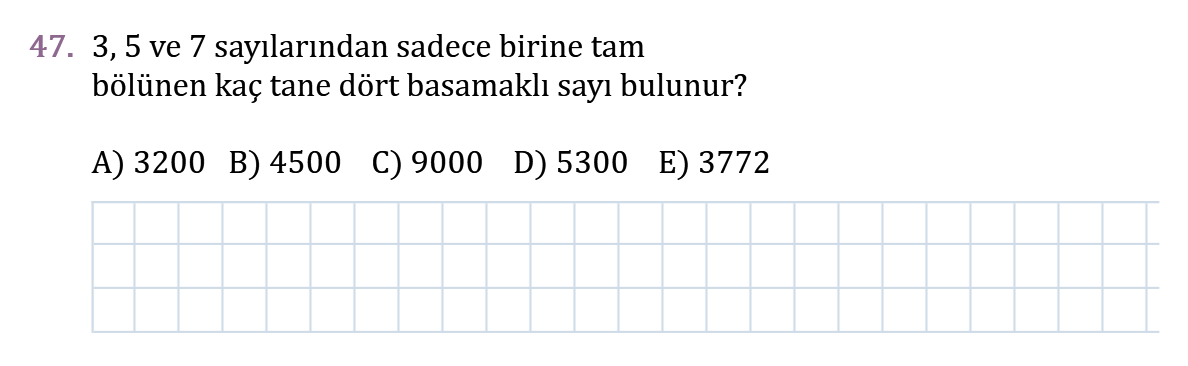 47. 3, 5 ve 7 sayılarından sadece birine tam
bölünen kaç tane dört basamaklı sayı bulunur?
A) 3200 B) 4500 C) 9000 D) 5300 E) 3772